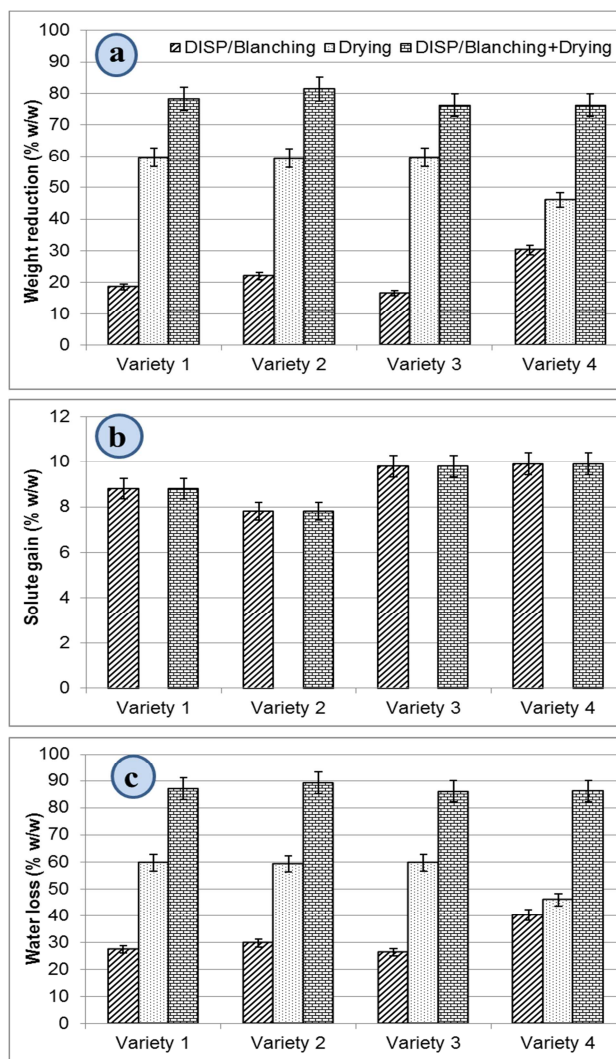 a
DISP/Blanching Drying DISP/Blanching+Drying
Weight reduction (% w/w)
100
90
80
70
60
50
40
30
20
10
0
Variety 1 Variety 2 Variety 3 Variety 4
b
Solute gain (% w/w)
12
10
8
6
4
2
0
Variety 1 Variety 2 Variety 3 Variety 4
c
Water loss (% w/w)
100
90
80
70
60
50
40
30
20
10
0
Variety 1 Variety 2 Variety 3 Variety 4